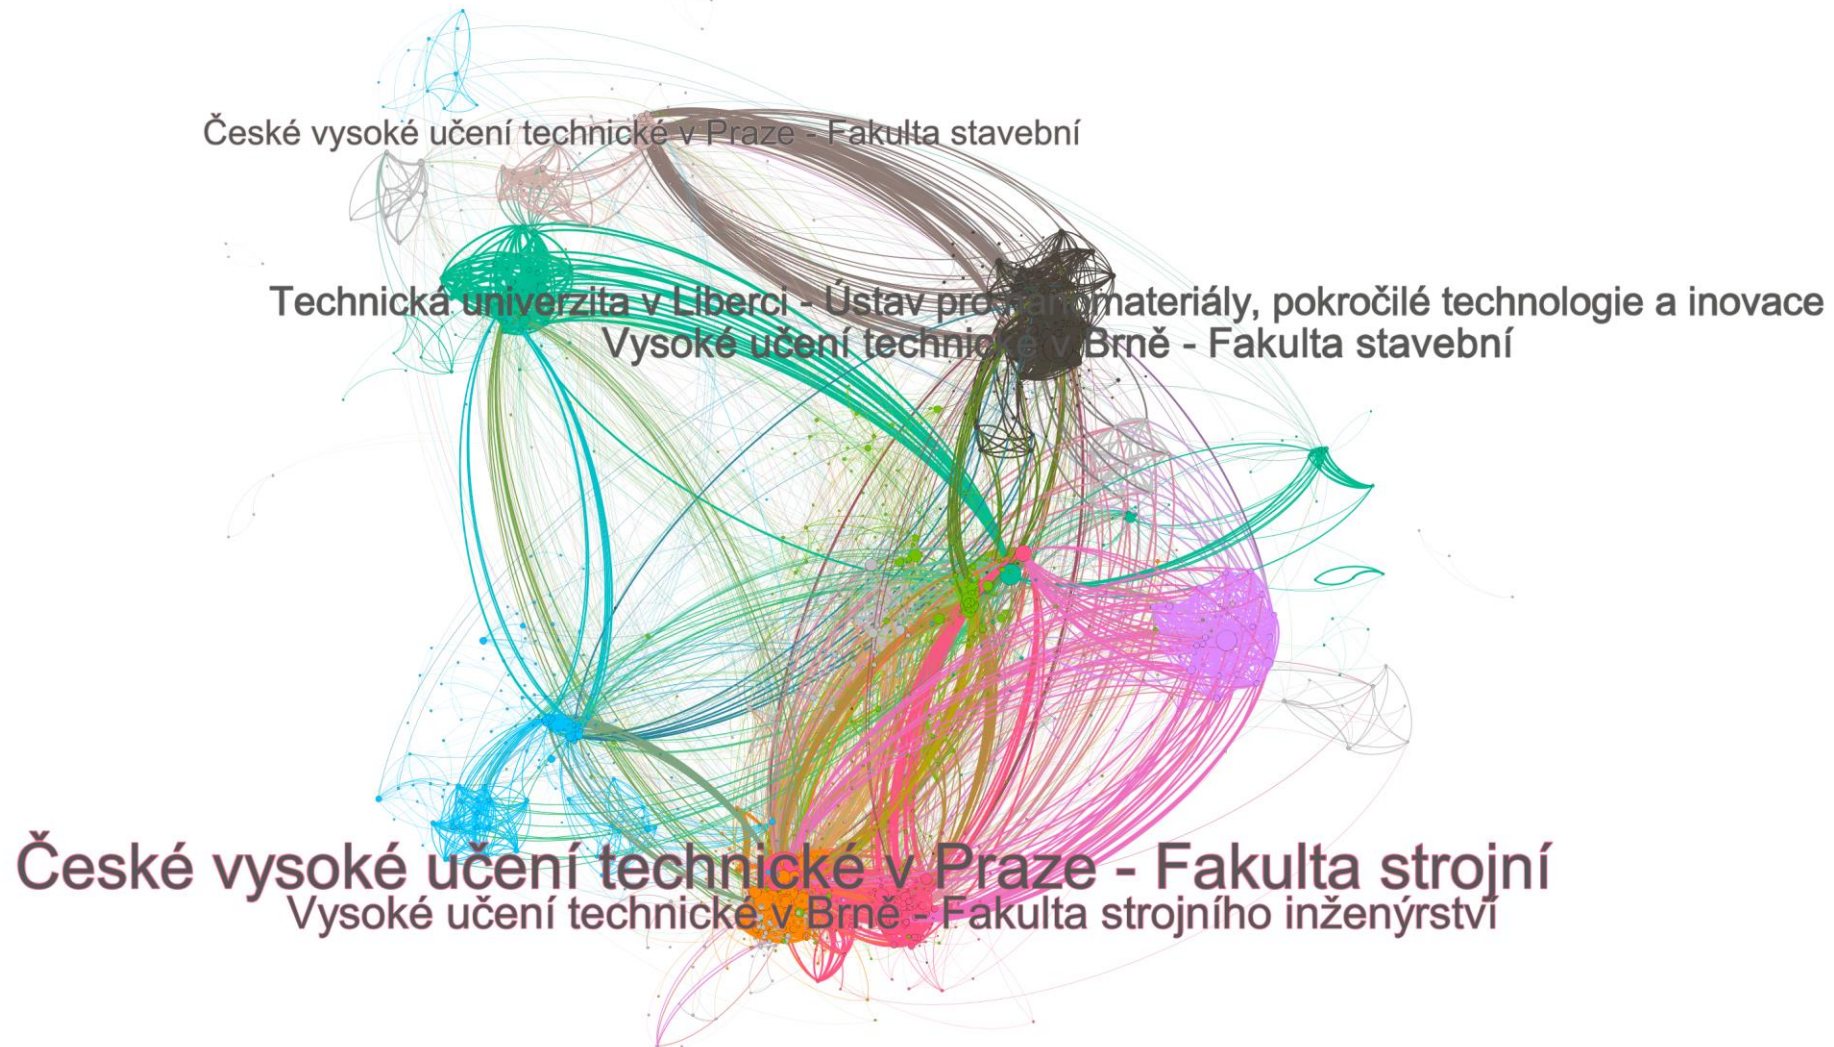 České vysoké učení technické v Praze - Fakulta stavební
Technická univerzita v Liberci - Ústav pro nanomateriály, pokročilé technologie a inovace
Vysoké učení technické v Brně - Fakulta stavební
České vysoké učení technické v Praze - Fakulta strojní
Vysoké učení technické v Brně - Fakulta strojního inženýrství